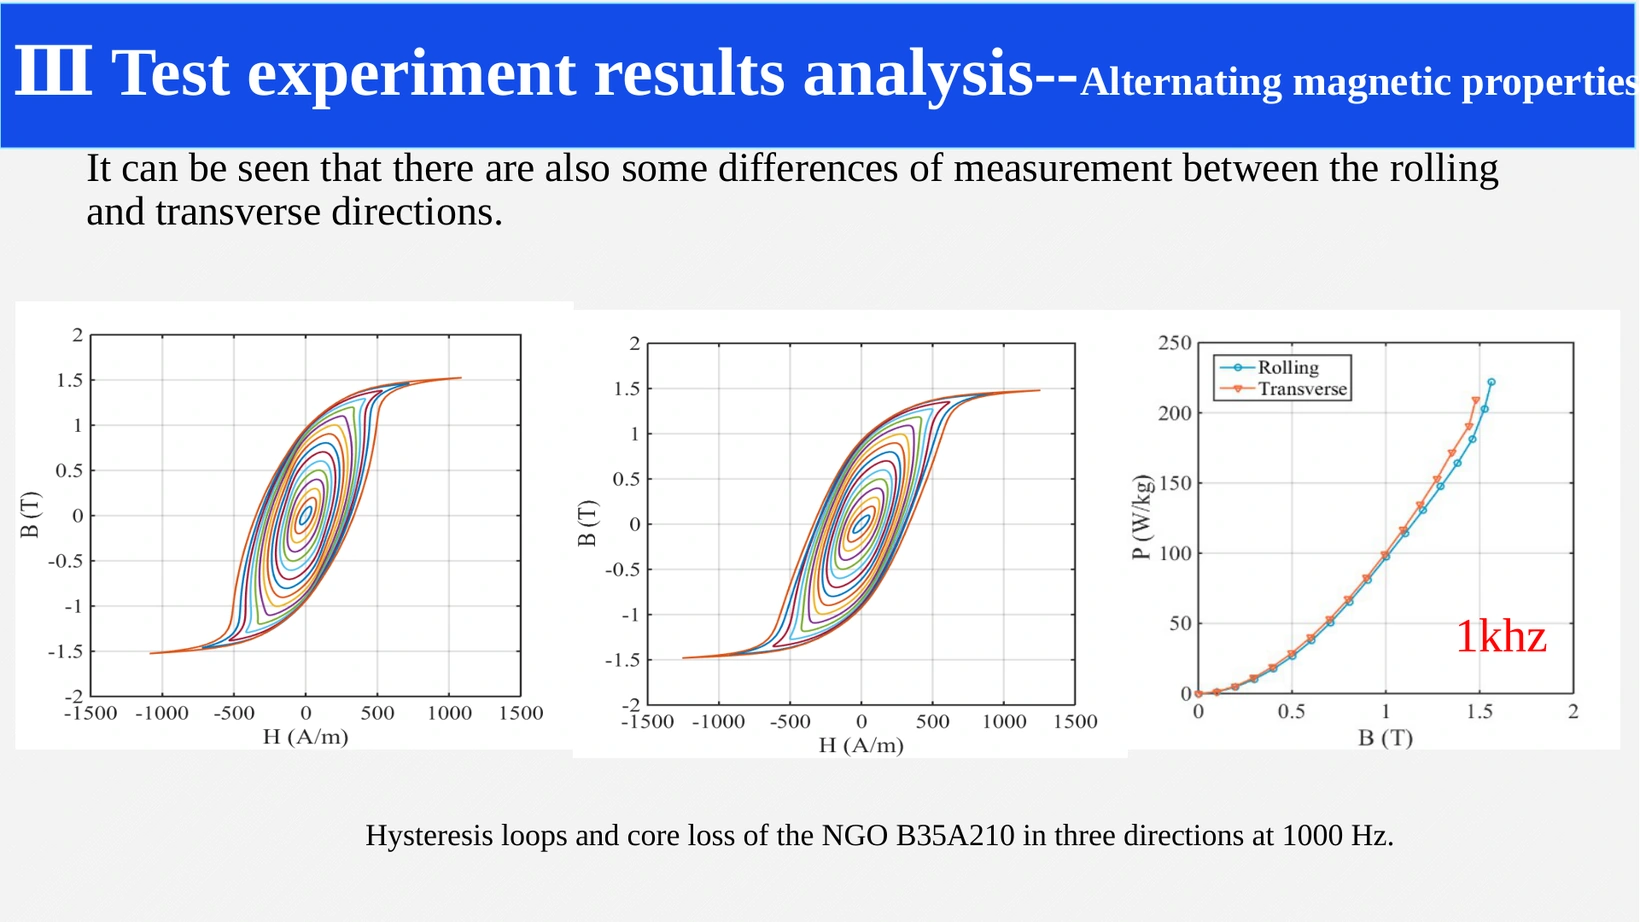 Ⅲ Test experiment results analysis--Alternating magnetic properties
It can be seen that there are also some differences of measurement between the rolling
and transverse directions.
2
1.5
1
0.5
0
-0.5
-1
-1.5
-2
B (T)
-1500 -1000 -500 0 500 1000 1500
H (A/m)
2
1.5
1
0.5
0
-0.5
-1
-1.5
-2
B (T)
-1500 -1000 -500 0 500 1000 1500
H (A/m)
250
200
150
100
50
0
P (W/kg)
Rolling
Transverse
1khz
0 0.5 1 1.5 2
B (T)
Hysteresis loops and core loss of the NGO B35A210 in three directions at 1000 Hz.